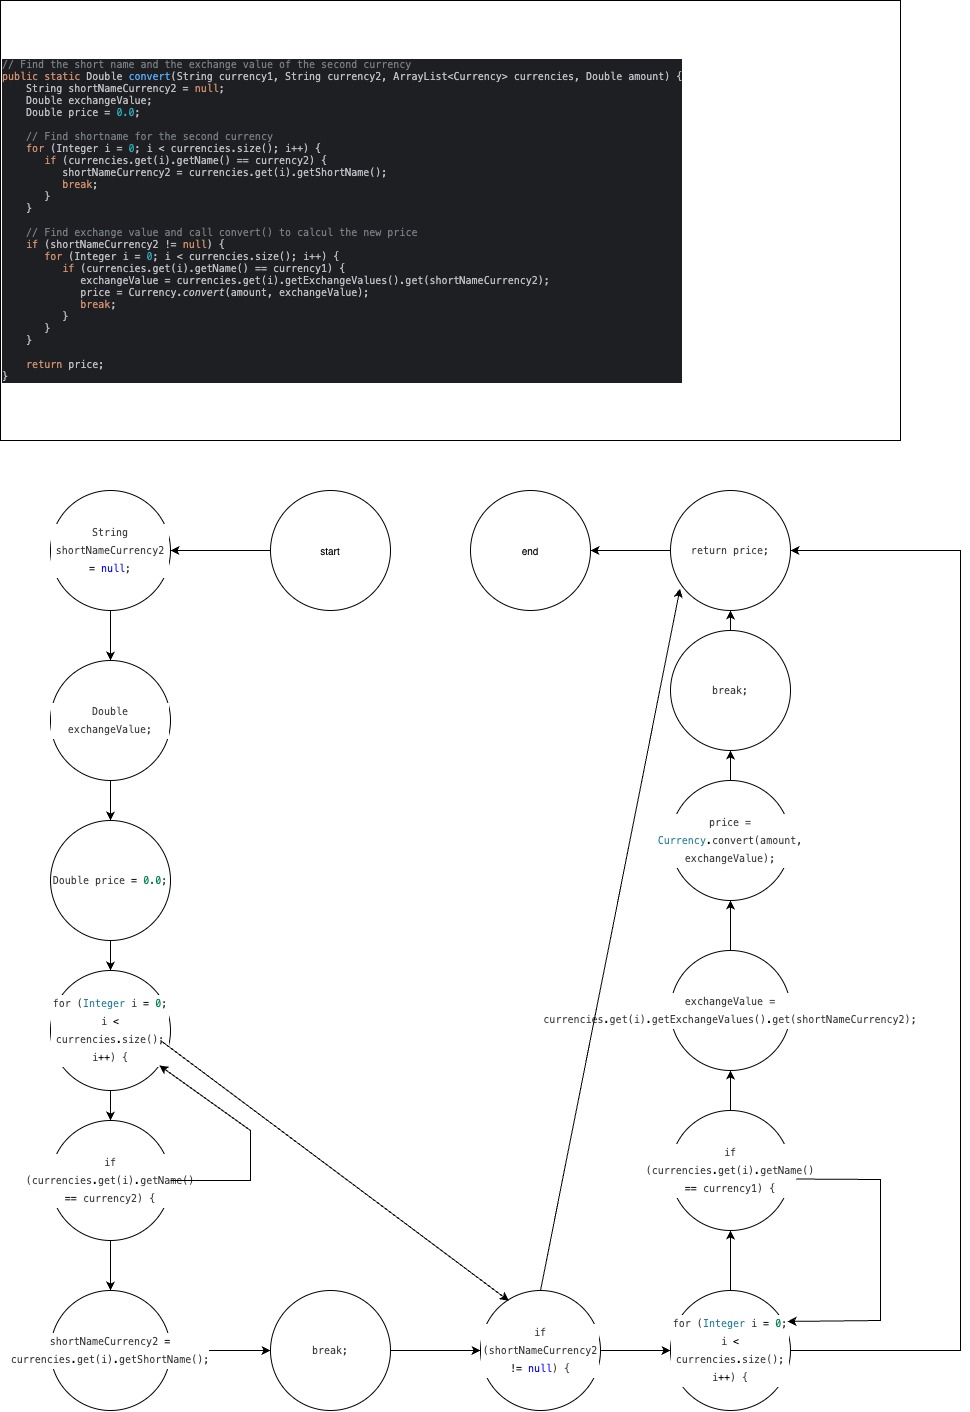 // Find the short name and the exchange value of the second currency
public static Double convert(String currency1, String currency2, ArrayList<Currency> currencies, Double amount) {
    String shortNameCurrency2 = null;
    Double exchangeValue;
    Double price = 0.0;

    // Find shortname for the second currency
    for (Integer i = 0; i < currencies.size(); i++) {
       if (currencies.get(i).getName() == currency2) {
          shortNameCurrency2 = currencies.get(i).getShortName();
          break;
       }
    }

    // Find exchange value and call convert() to calcul the new price
    if (shortNameCurrency2 != null) {
       for (Integer i = 0; i < currencies.size(); i++) {
          if (currencies.get(i).getName() == currency1) {
             exchangeValue = currencies.get(i).getExchangeValues().get(shortNameCurrency2);
             price = Currency.convert(amount, exchangeValue);
             break;
          }
       }
    }

    return price;
}
String
shortNameCurrency2
= null;
start
end
return price;
Double
exchangeValue;
break;
Double price = 0.0;
price =
Currency.convert(amount,
exchangeValue);
for (Integer i = 0;
i <
currencies.size();
i++) {
exchangeValue =
currencies.get(i).getExchangeValues().get(shortNameCurrency2);
if
(currencies.get(i).getName()
== currency2) {
if
(currencies.get(i).getName()
== currency1) {
shortNameCurrency2 =
currencies.get(i).getShortName();
break;
if
(shortNameCurrency2
!= null) {
for (Integer i = 0;
i <
currencies.size();
i++) {